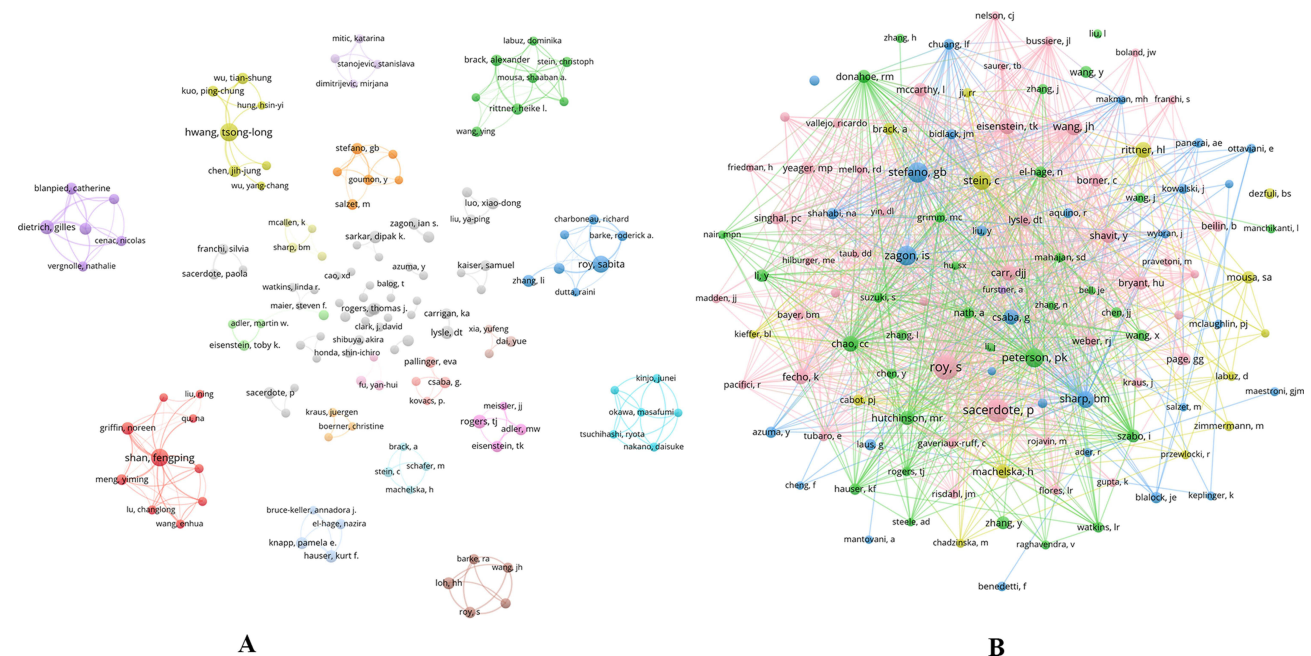 mitic, katarina
stanojevic, stanislava
dimitrijevic, mirjana
labuz, dominika
brack, alexander
stein, christoph
mousa, shaaban a.
rittner, heike l.
wang, ying
wu, tian-shung
kuo, ping-chung
hung, hsin-yi
hwang, tsong-long
chen, jih-jung
wu, yang-chang
stefano, gb
goumon, y
salzet, m
blanpied, catherine
dietrich, gilles
cenac, nicolas
vergnolle, nathalie
luo, xiao-dong
liu, ya-ping
mcallen, k
sharp, bm
zagon, ian s.
sarkar, dipak k.
charboneau, richard
barke, roderick a.
roy, sabita
zhang, li
dutta, raini
franchi, silvia
sacerdote, paola
cao, xd
azuma, y
kaiser, samuel
watkins, linda r.
balog, t
maier, steven f.
rogers, thomas j.
carrigan, ka
adler, martin w.
clark, j. david
lysle, dt
xia, yufeng
eisenstein, toby k.
shibuya, akira
dai, yue
honda, shin-ichiro
pallinger, eva
fu, yan-hui
csaba, g.
kovacs, p.
sacerdote, p
kinjo, junei
okawa, masafumi
tsuchihashi, ryota
nakano, daisuke
liu, ning
qu, na
griffin, noreen
shan, fengping
meng, yiming
lu, changlong
wang, enhua
kraus, juergen
boerner, christine
meissler, jj
rogers, tj
adler, mw
eisenstein, tk
brack, a
stein, c
schafer, m
machelska, h
bruce-keller, annadora j.
el-hage, nazira
knapp, pamela e.
hauser, kurt f.
barke, ra
wang, jh
loh, hh
roy, s
A
nelson, cj
zhang, h
chuang, lf
bussiere, jl
liu, l
boland, jw
saurer, tb
donahoe, rm
wang, y
mccarthy, l
ji, rr
zhang, j
makman, mh
franchi, s
vallejo, ricardo
brack, a
bidlack, jm
eisenstein, tk
wang, jh
rittner, hl
panerai, ae
ottaviani, e
friedman, h
yeager, mp
mellon, rd
stefano, gb
stein, c
el-hage, n
borner, c
kowalski, j
dezfuli, bs
wang, j
singhal, pc
shahabi, na
yin, dl
grimm, mc
lysle, dt
aquino, r
beilin, b
manchikanti, l
nair, mpn
liu, y
shavit, y
wybran, j
taub, dd
zagon, is
mahajan, sd
pravetoni, m
hilburger, me
hu, sx
li, y
carr, djj
bryant, hu
mousa, sa
madden, jj
suzuki, s
furstner, a
bell, je
zhang, n
bayer, bm
nath, a
csaba, g
chen, jj
mclaughlin, pj
kieffer, bl
zhang, l
weber, rj
wang, x
chao, cc
li, j
peterson, pk
page, gg
pacifici, r
fecho, k
chen, y
roy, s
kraus, j
labuz, d
maestroni, gjm
cabot, pj
sharp, bm
salzet, m
hutchinson, mr
sacerdote, p
zimmermann, m
azuma, y
tubaro, e
laus, g
gaveriaux-ruff, c
rojavin, m
szabo, i
ader, r
przewlocki, r
rogers, tj
machelska, h
cheng, f
hauser, kf
risdahl, jm
flores, lr
gupta, k
blalock, je
keplinger, k
steele, ad
zhang, y
watkins, lr
mantovani, a
chadzinska, m
raghavendra, v
benedetti, f
B